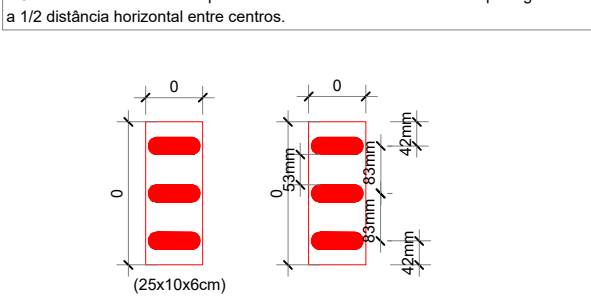 a 1/2 distância horizontal entre centros.
0
0
0
0
53mm
83mm
83mm
42mm
42mm
(25x10x6cm)